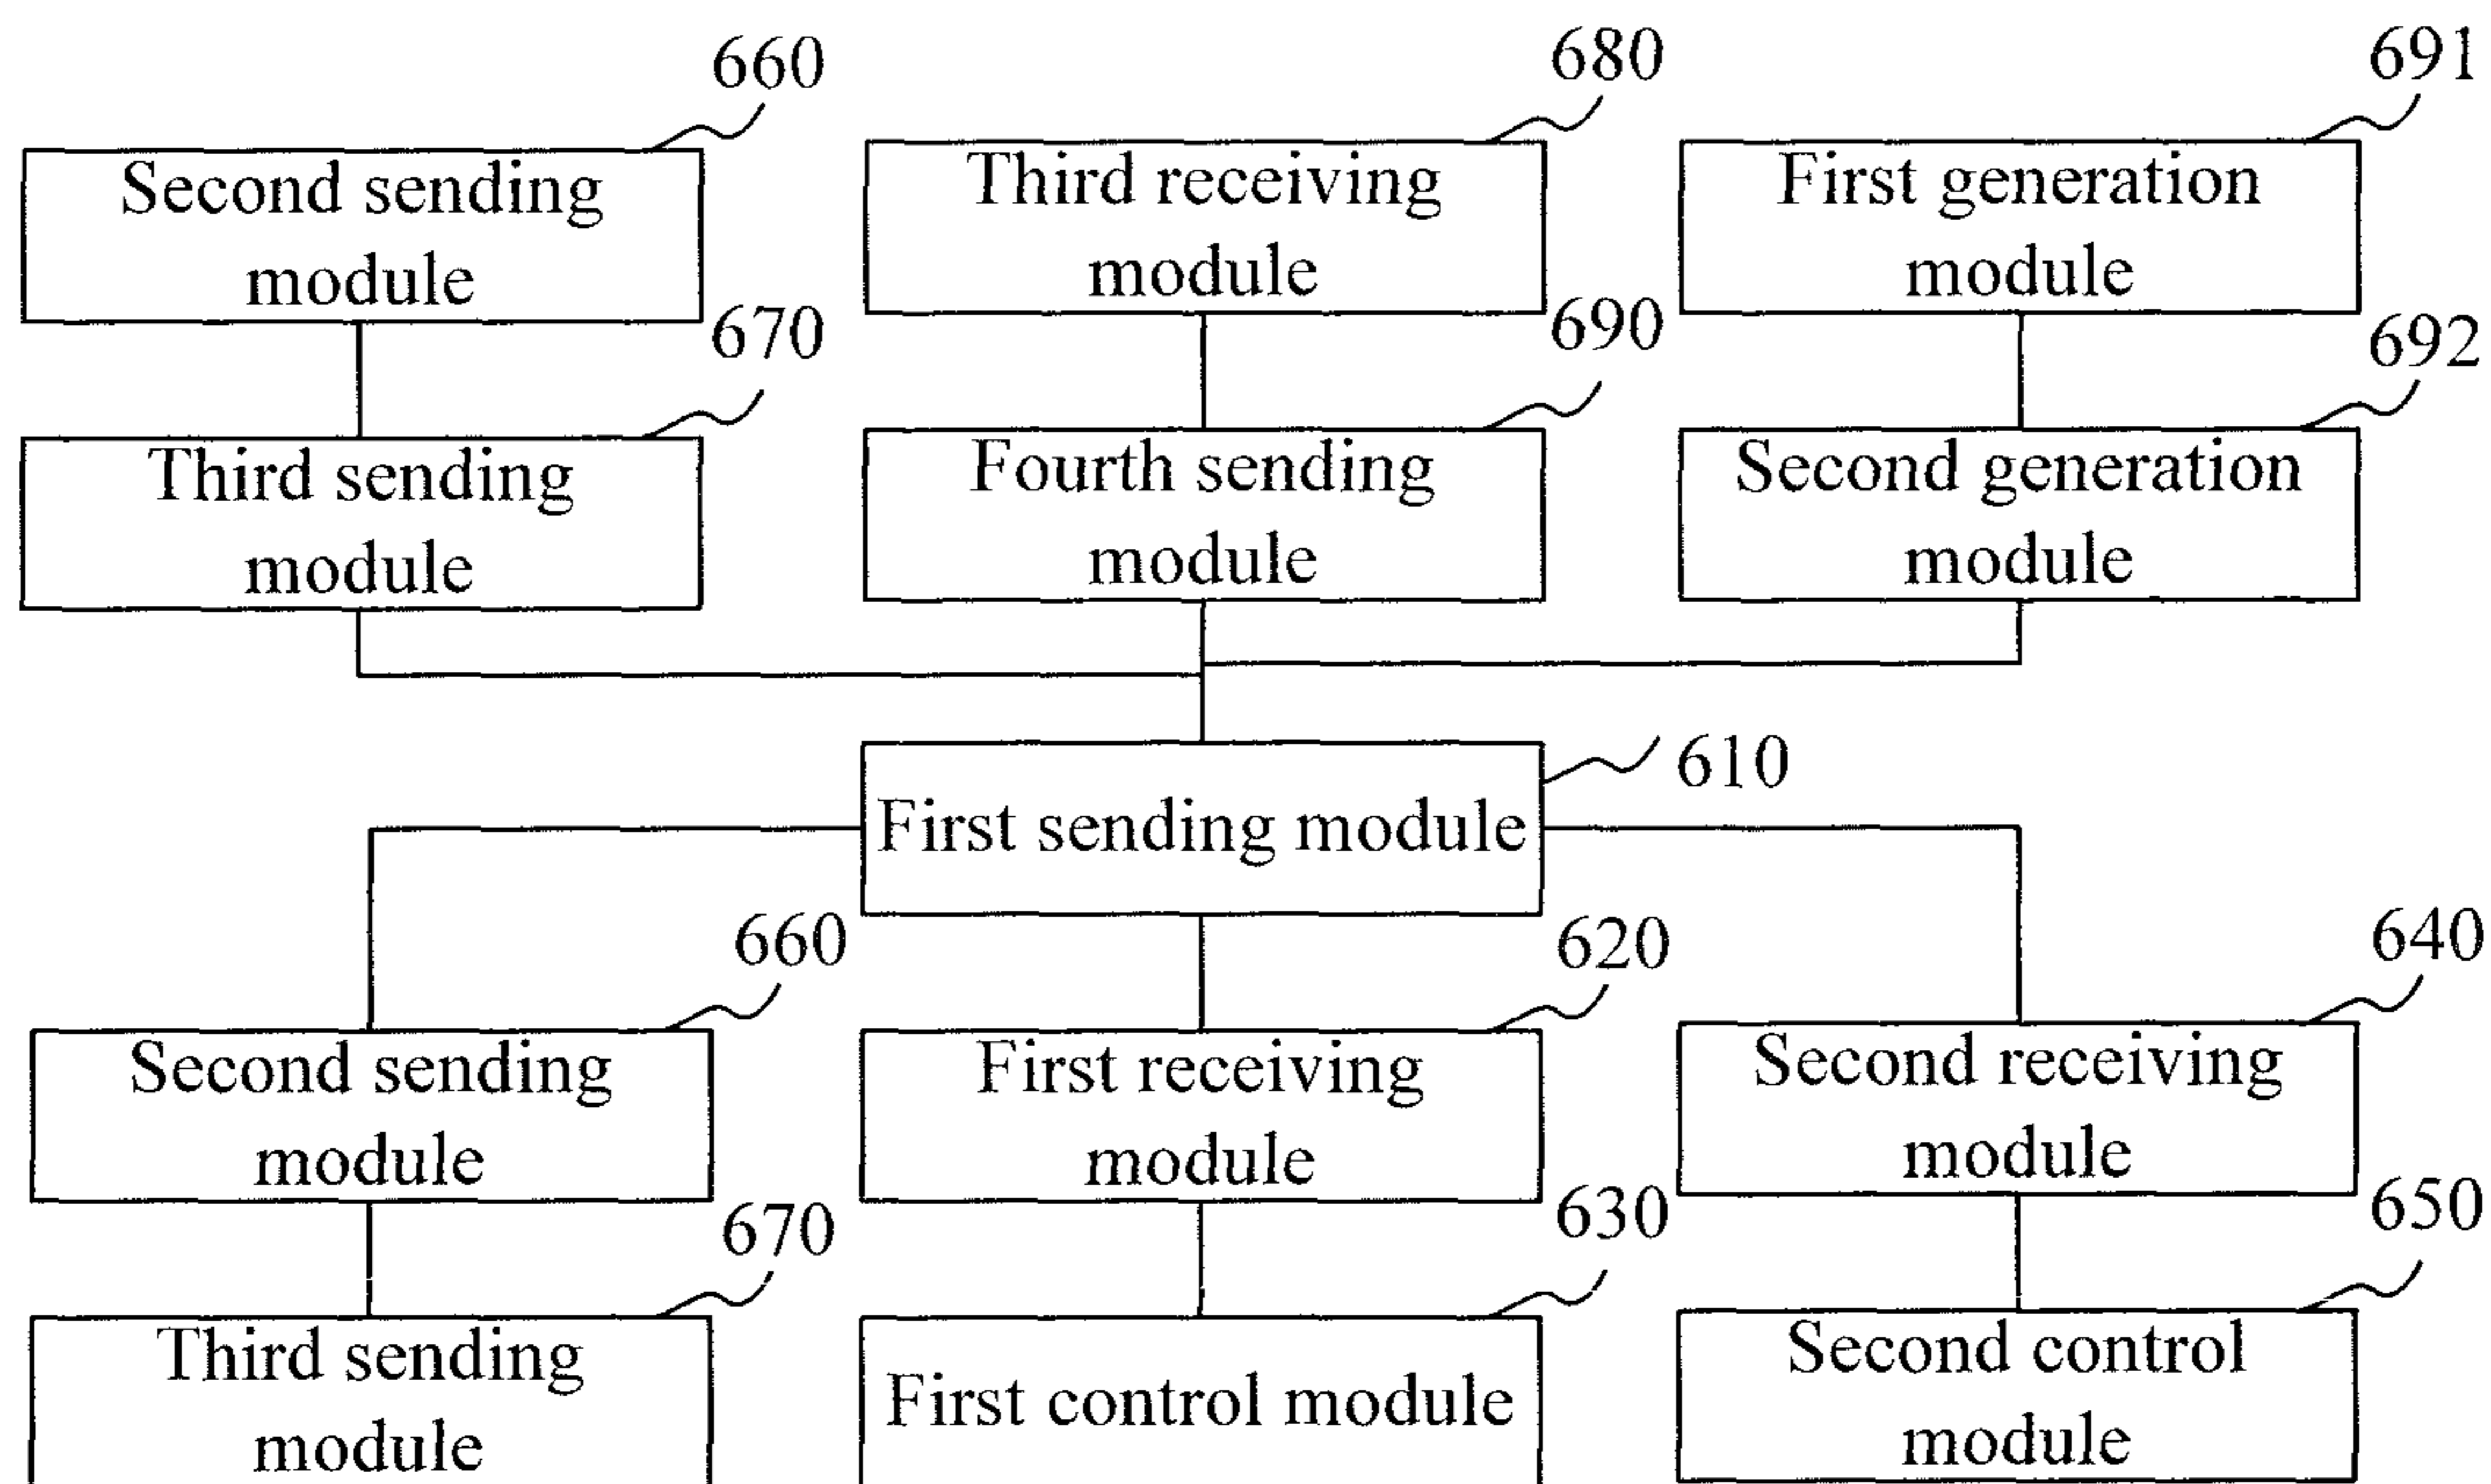 660
680
691
Second sending
module
Third receiving
module
First generation
module
670
690
692
Third sending
module
Fourth sending
module
Second generation
module
610
First sending module
660
620
640
Second sending
module
First receiving
module
Second receiving
module
670
630
650
Third sending
module
First control module
Second control
module